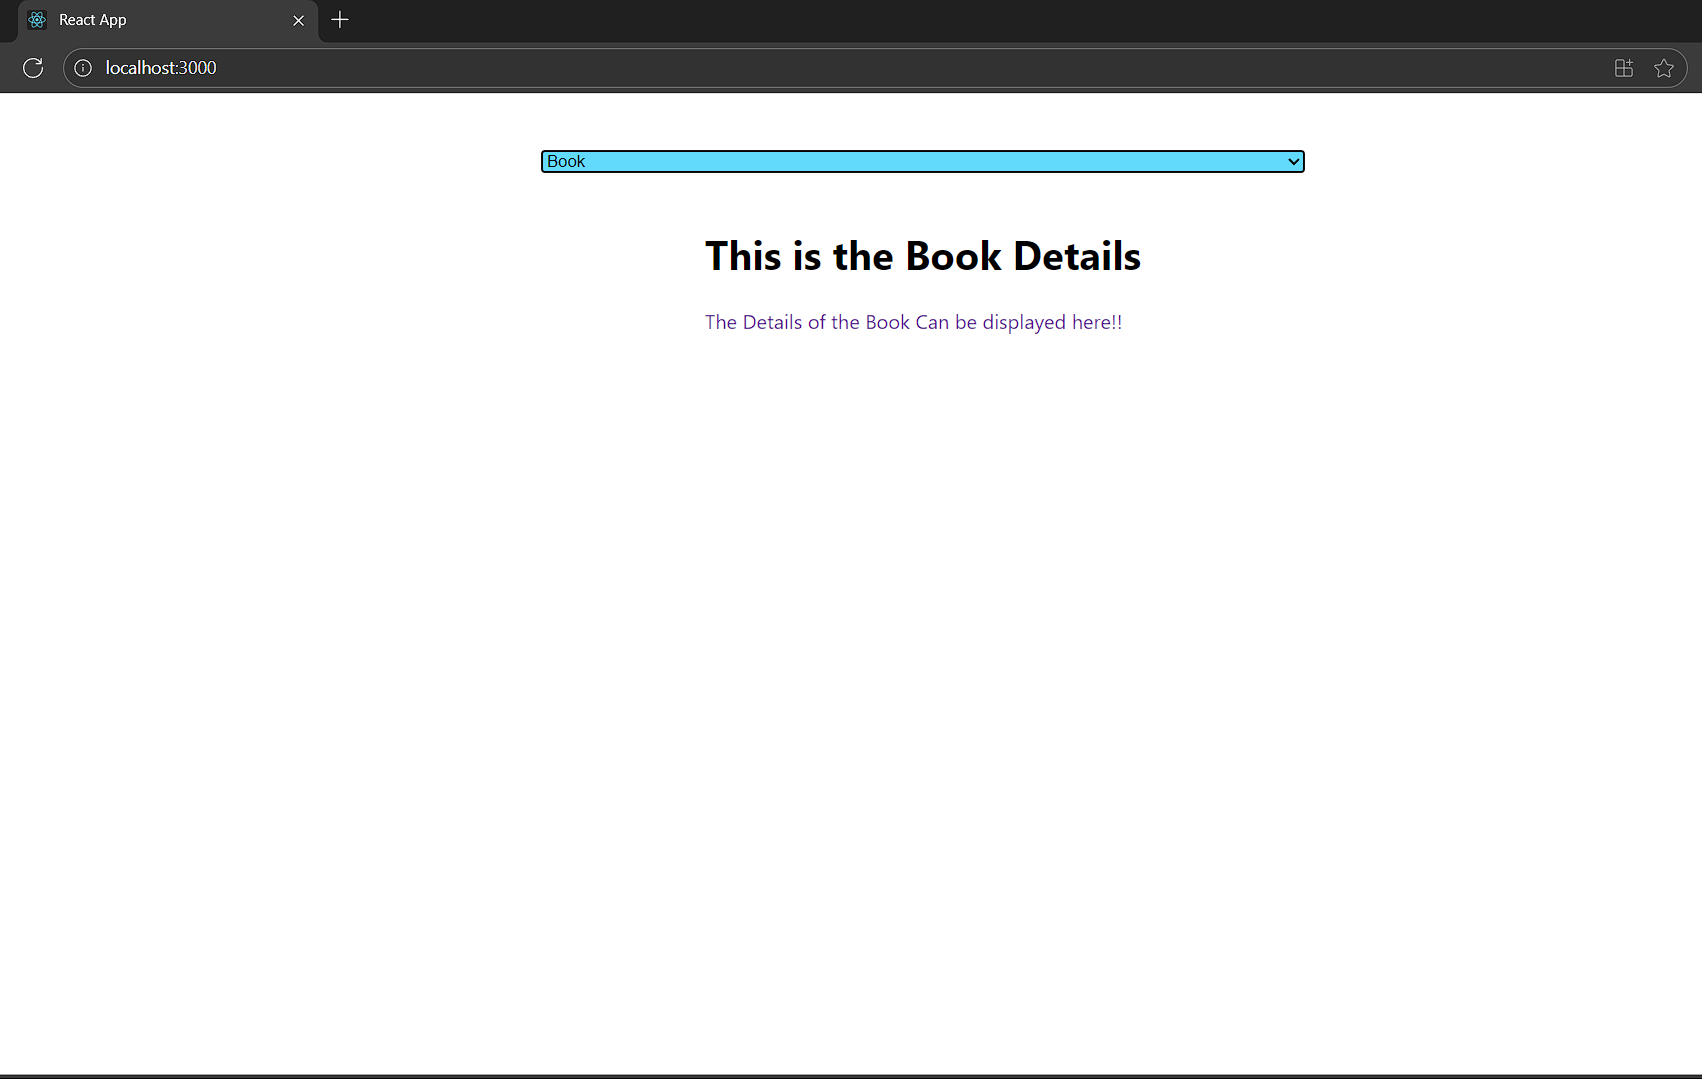 React App
localhost:3000
Book
This is the Book Details
The Details of the Book Can be displayed here!!